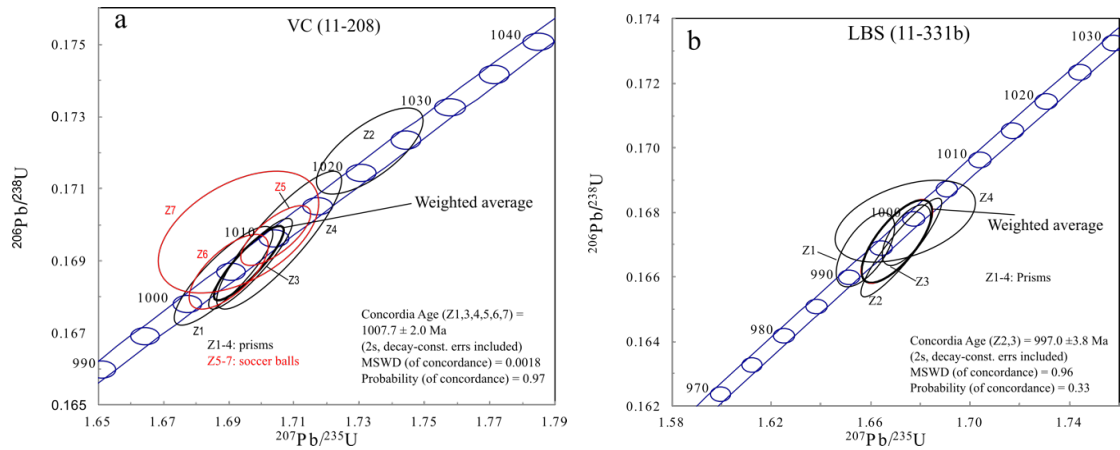 a
VC (11-208)
0.175
0.173
0.171
0.169
0.167
0.165
206Pb/238U
1040
1030
1020
1010
1000
990
Z2
Z5
Z7
Z4
Z6
Z3
Z1
Weighted average
Concordia Age (Z1,3,4,5,6,7) =
1007.7 ± 2.0 Ma
(2s, decay-const. errs included)
MSWD (of concordance) = 0.0018
Probability (of concordance) = 0.97
Z1-4: prisms
Z5-7: soccer balls
1.65 1.67 1.69 1.71 1.73 1.75 1.77 1.79
207Pb/235U
b
LBS (11-331b)
0.174
0.172
0.170
0.168
0.166
0.164
0.162
206Pb/238U
1030
1020
1010
1000
990
980
970
Z4
Z1
Z3
Z2
Weighted average
Z1-4: Prisms
Concordia Age (Z2,3) = 997.0 ±3.8 Ma
(2s, decay-const. errs included)
MSWD (of concordance) = 0.96
Probability (of concordance) = 0.33
1.58 1.62 1.66 1.70 1.74
207Pb/235U